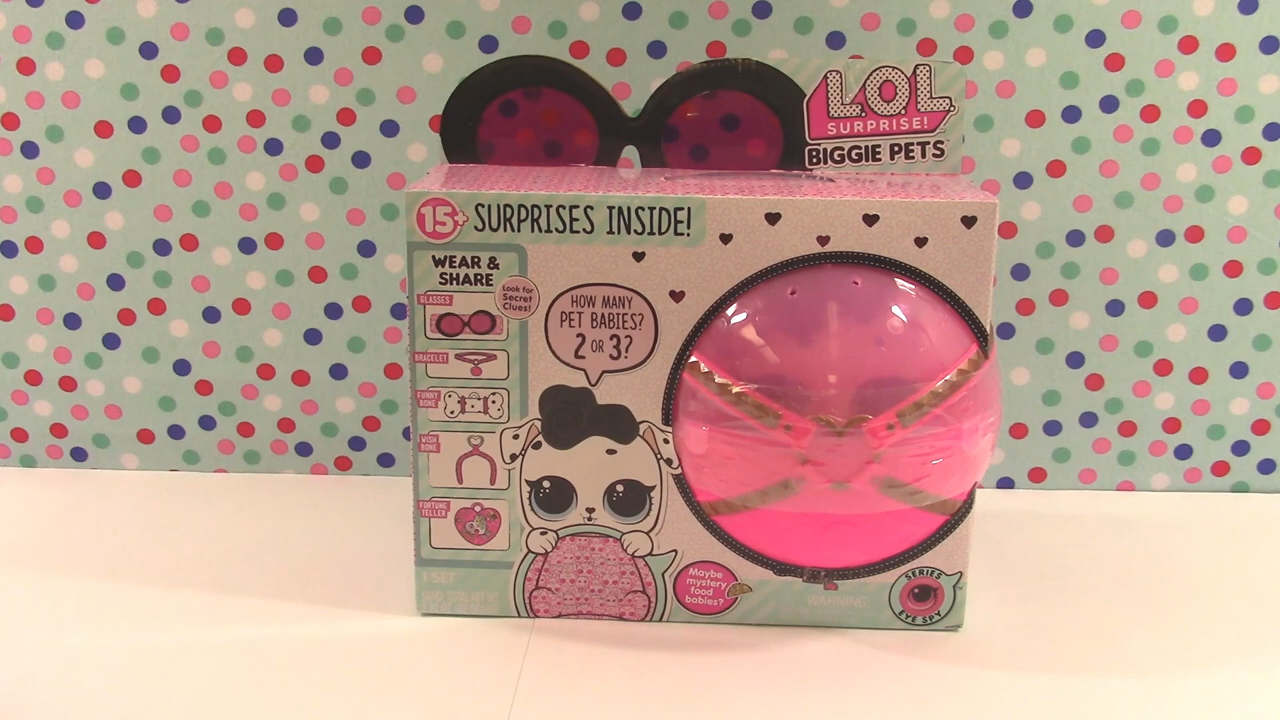 L.O.L.
SURPRISE!
BIGGIE PETS
15+ SURPRISES INSIDE!
WEAR &
SHARE
Look for
Secret
Clues!
GLASSES
BRACELET
FUNNY
BONE
WISH
BONE
FORTUNE
TELLER
HOW MANY
PET BABIES?
2 OR 3?
Maybe
mystery
food
babies?
1 SET
WARNING:
SERIES
EYE SPY